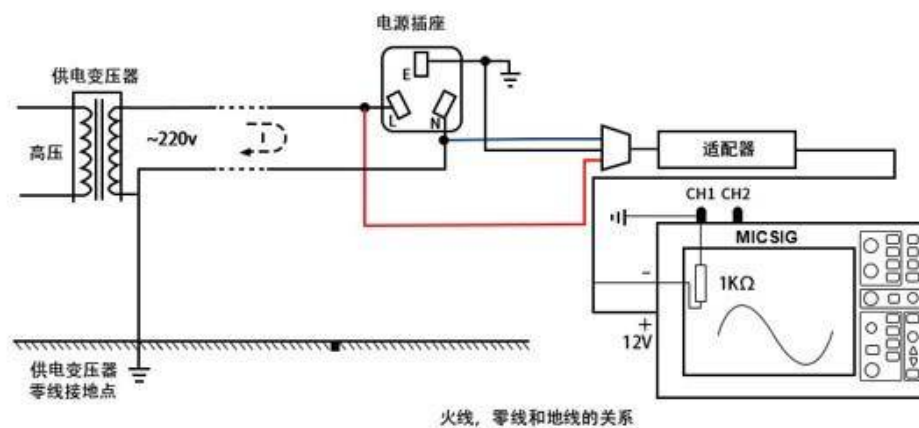 电源插座
供电变压器
E
L
N
高压
~220v
I
适配器
CH1 CH2
MICSIG
1KΩ
-
+
12V
供电变压器
零线接地点
火线，零线和地线的关系